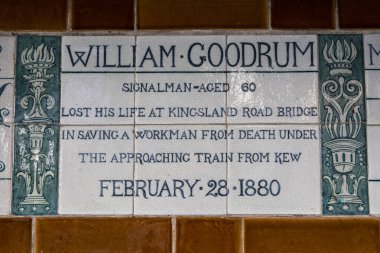 WILLIAM · GOODRUM
SIGNALMAN · AGED 60
LOST HIS LIFE AT KINGSLAND ROAD BRIDGE
IN SAVING A WORKMAN FROM DEATH UNDER
THE APPROACHING TRAIN FROM KEW
FEBRUARY · 28 · 1880